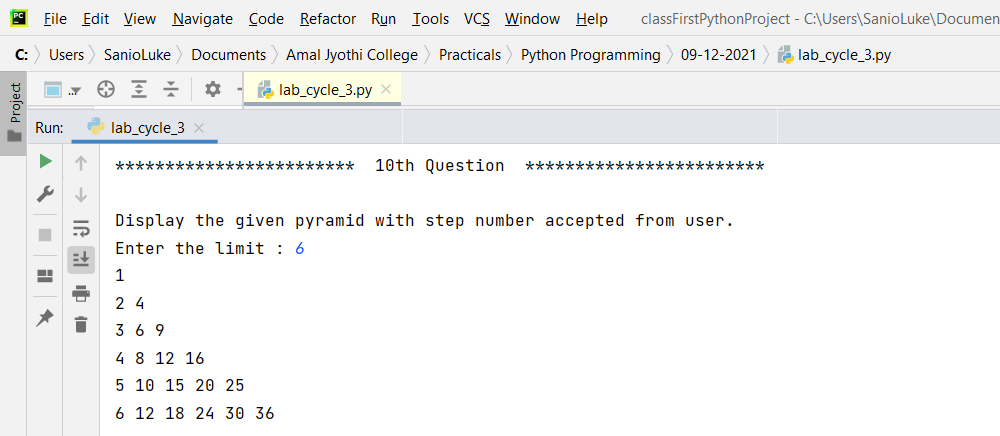 PC File Edit View Navigate Code Refactor Run Tools VCS Window Help classFirstPythonProject - C:\Users\SanioLuke\Documen
C: Users SanioLuke Documents Amal Jyothi College Practicals Python Programming 09-12-2021 lab_cycle_3.py
Project
.. lab_cycle_3.py
Run: lab_cycle_3
************************ 10th Question ************************
Display the given pyramid with step number accepted from user.
Enter the limit : 6
1
2 4
3 6 9
4 8 12 16
5 10 15 20 25
6 12 18 24 30 36